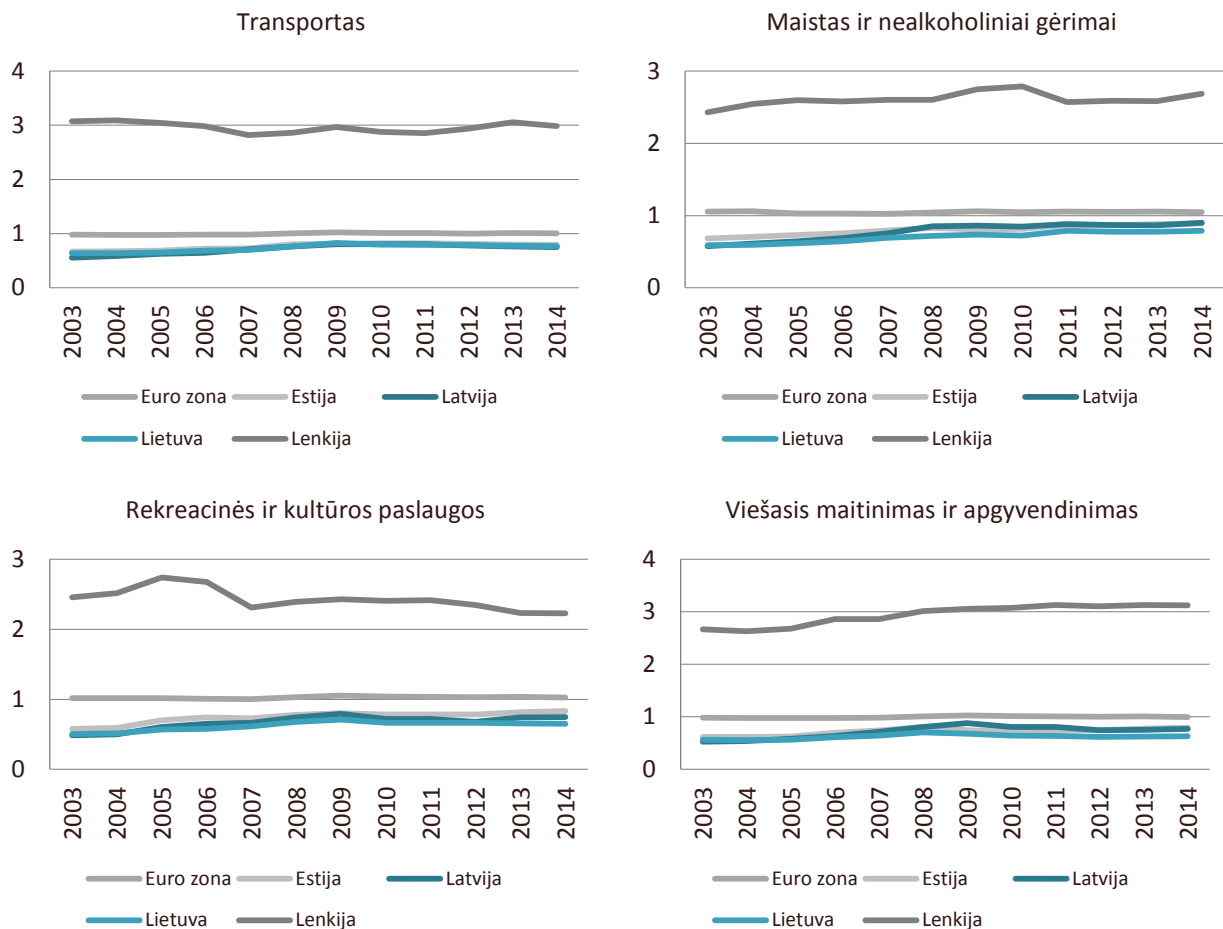 Transportas
4
3
2
1
0
2003 2004 2005 2006 2007 2008 2009 2010 2011 2012 2013 2014
Euro zona Estija Latvija
Lietuva Lenkija
Maistas ir nealkoholiniai gėrimai
3
2
1
0
2003 2004 2005 2006 2007 2008 2009 2010 2011 2012 2013 2014
Euro zona Estija Latvija
Lietuva Lenkija
Rekreacinės ir kultūros paslaugos
3
2
1
0
2003 2004 2005 2006 2007 2008 2009 2010 2011 2012 2013 2014
Euro zona Estija Latvija
Lietuva Lenkija
Viešasis maitinimas ir apgyvendinimas
4
3
2
1
0
2003 2004 2005 2006 2007 2008 2009 2010 2011 2012 2013 2014
Euro zona Estija Latvija
Lietuva Lenkija